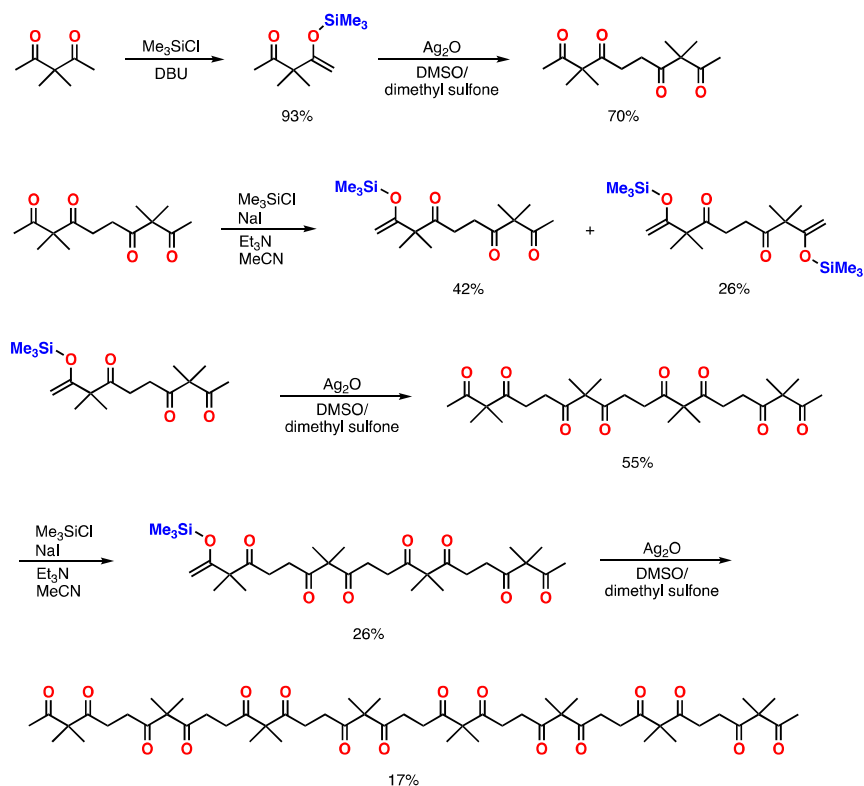 SiMe₃
O O
Me₃SiCl
DBU
O O
93%
Ag₂O
DMSO/
dimethyl sulfone
O O
O O
70%
O O
O O
Me₃SiCl
NaI
Et₃N
MeCN
Me₃Si
O O
O O
42%
+
Me₃Si
O O
O O
SiMe₃
26%
Me₃Si
O O
O O
Ag₂O
DMSO/
dimethyl sulfone
O O O O
O O O O
55%
Me₃SiCl
NaI
Et₃N
MeCN
Me₃Si
O O O O
O O O O
26%
Ag₂O
DMSO/
dimethyl sulfone
O O O O O O O O
O O O O O O O O
17%